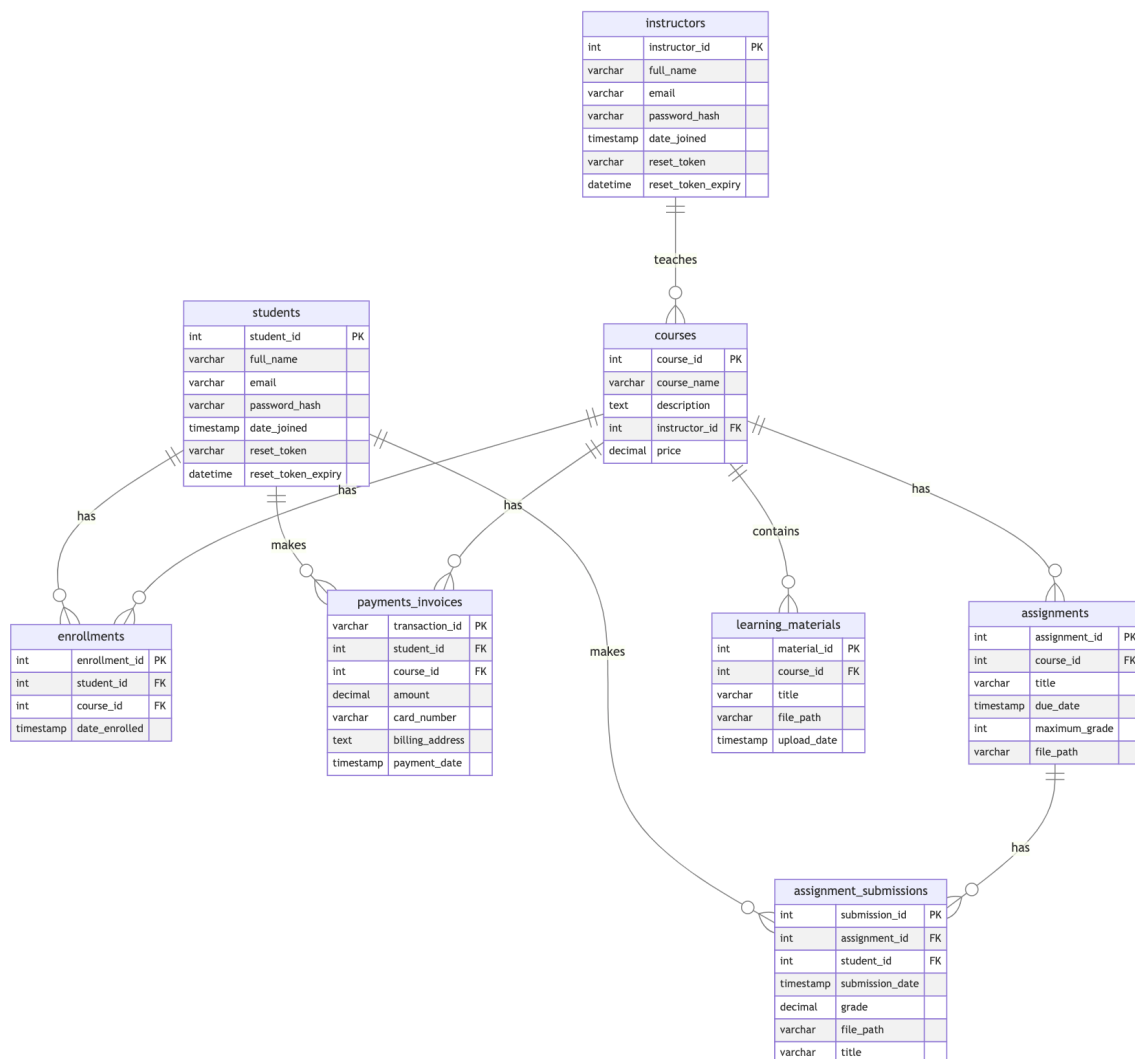 instructors
int instructor_id PK
varchar full_name
varchar email
varchar password_hash
timestamp date_joined
varchar reset_token
datetime reset_token_expiry
teaches
students
int student_id PK
varchar full_name
varchar email
varchar password_hash
timestamp date_joined
varchar reset_token
datetime reset_token_expiry
courses
int course_id PK
varchar course_name
text description
int instructor_id FK
decimal price
has
has
makes
has
contains
has
enrollments
int enrollment_id PK
int student_id FK
int course_id FK
timestamp date_enrolled
payments_invoices
varchar transaction_id PK
int student_id FK
int course_id FK
decimal amount
varchar card_number
text billing_address
timestamp payment_date
makes
learning_materials
int material_id PK
int course_id FK
varchar title
varchar file_path
timestamp upload_date
assignments
int assignment_id PK
int course_id FK
varchar title
timestamp due_date
int maximum_grade
varchar file_path
has
assignment_submissions
int submission_id PK
int assignment_id FK
int student_id FK
timestamp submission_date
decimal grade
varchar file_path
varchar title